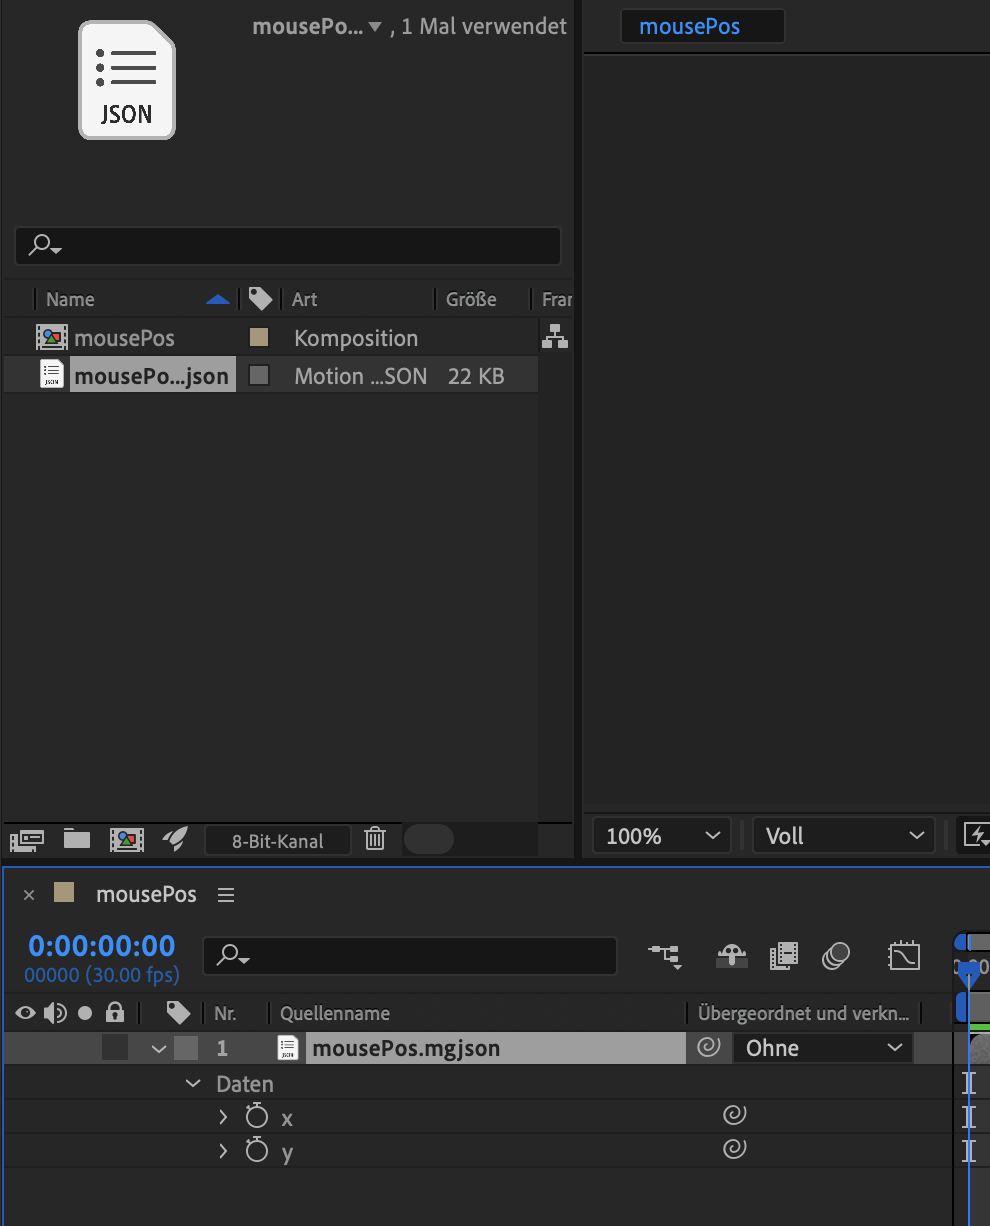 mousePo... , 1 Mal verwendet
mousePos
JSON
Name Art Größe Frar
mousePos Komposition
mousePo...json Motion ...SON 22 KB
8-Bit-Kanal
100% Voll
× mousePos
0:00:00:00
00000 (30.00 fps)
Nr. Quellenname Übergeordnet und verkn...
1 mousePos.mgjson Ohne
Daten
x
y